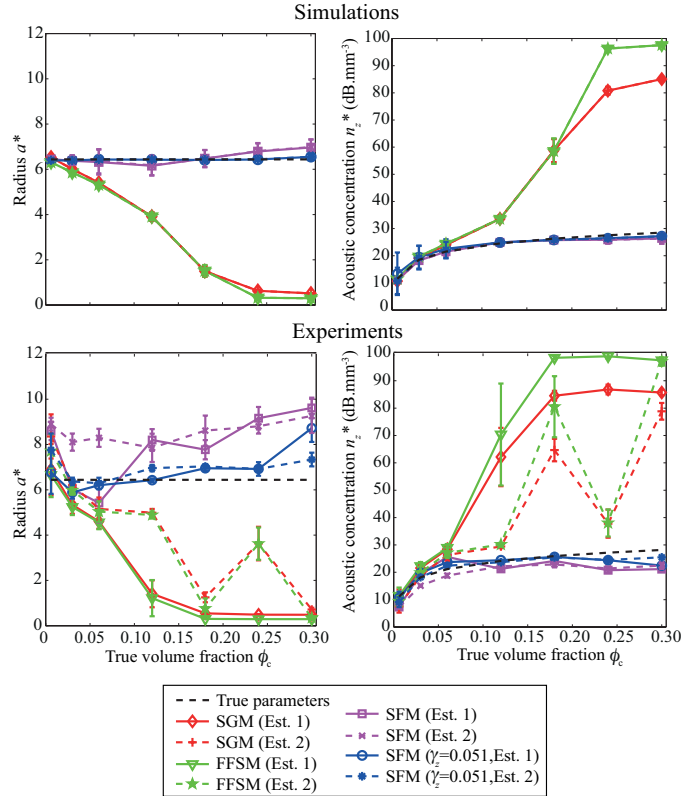 Simulations
12
10
8
6
4
2
0
Radius a*
100
90
80
70
60
50
40
30
20
10
0
Acoustic concentration n_z* (dB.mm⁻³)
Experiments
12
10
8
6
4
2
0
Radius a*
0 0.05 0.10 0.15 0.20 0.25 0.30
True volume fraction ϕ_c
100
90
80
70
60
50
40
30
20
10
0
Acoustic concentration n_z* (dB.mm⁻³)
0 0.05 0.10 0.15 0.20 0.25 0.30
True volume fraction ϕ_c
True parameters
SGM (Est. 1)
SGM (Est. 2)
FFSM (Est. 1)
FFSM (Est. 2)
SFM (Est. 1)
SFM (Est. 2)
SFM (γ_z=0.051,Est. 1)
SFM (γ_z=0.051,Est. 2)